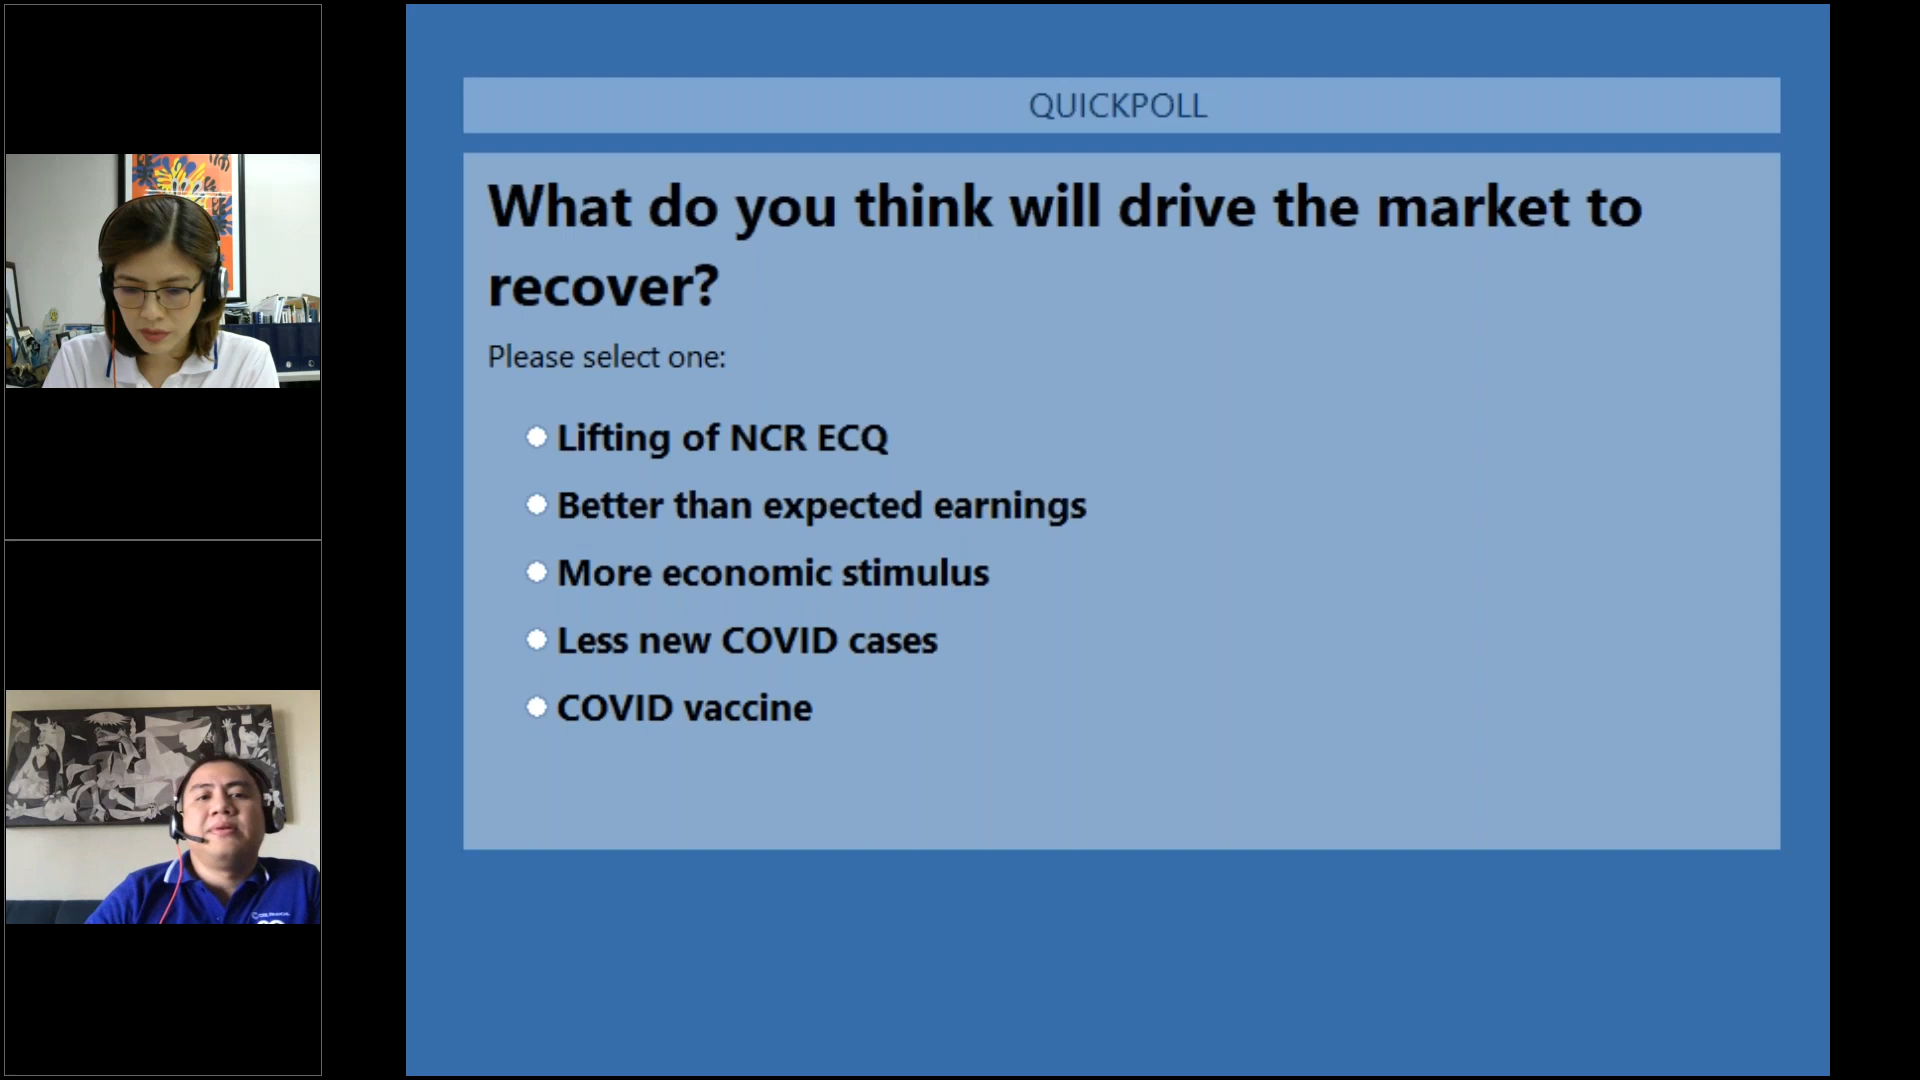 QUICKPOLL
What do you think will drive the market to
recover?
Please select one:
Lifting of NCR ECQ
Better than expected earnings
More economic stimulus
Less new COVID cases
COVID vaccine